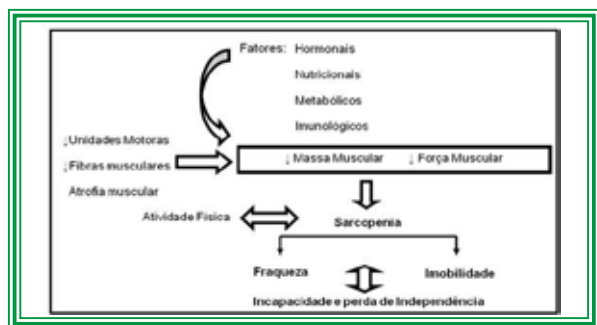 Fatores: Hormonais
Nutricionais
Metabólicos
Imunológicos
↓Unidades Motoras
↓Fibras musculares
Atrofia muscular
↓ Massa Muscular ↓ Força Muscular
Atividade Física
Sarcopenia
Fraqueza Imobilidade
Incapacidade e perda de Independência